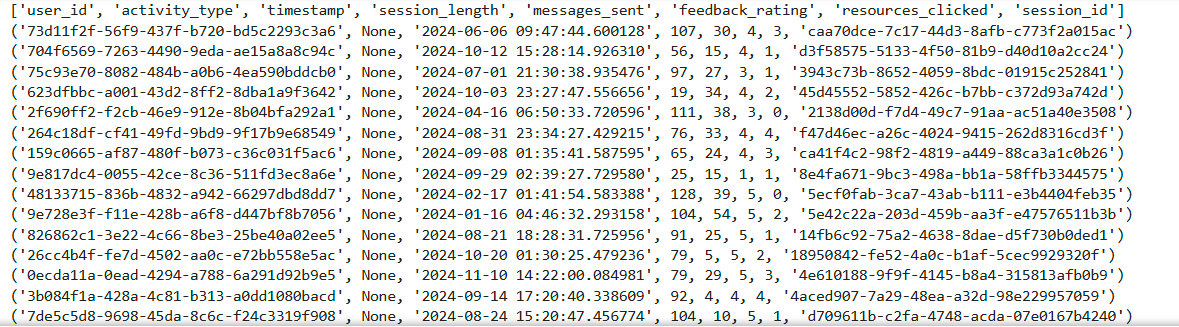 ['user_id', 'activity_type', 'timestamp', 'session_length', 'messages_sent', 'feedback_rating', 'resources_clicked', 'session_id']
('73d11f2f-56f9-437f-b720-bd5c2293c3a6', None, '2024-06-06 09:47:44.600128', 107, 30, 4, 3, 'caa70dce-7c17-44d3-8afb-c773f2a015ac')
('704f6569-7263-4490-9eda-ae15a8a8c94c', None, '2024-10-12 15:28:14.926310', 56, 15, 4, 1, 'd3f58575-5133-4f50-81b9-d40d10a2cc24')
('75c93e70-8082-484b-a0b6-4ea590bddcb0', None, '2024-07-01 21:30:38.935476', 97, 27, 3, 1, '3943c73b-8652-4059-8bdc-01915c252841')
('623dfbbc-a001-43d2-8ff2-8dba1a9f3642', None, '2024-10-03 23:27:47.556656', 19, 34, 4, 2, '45d45552-5852-426c-b7bb-c372d93a742d')
('2f690ff2-f2cb-46e9-912e-8b04bfa292a1', None, '2024-04-16 06:50:33.720596', 111, 38, 3, 0, '2138d00d-f7d4-49c7-91aa-ac51a40e3508')
('264c18df-cf41-49fd-9bd9-9f17b9e68549', None, '2024-08-31 23:34:27.429215', 76, 33, 4, 4, 'f47d46ec-a26c-4024-9415-262d8316cd3f')
('159c0665-af87-480f-b073-c36c031f5ac6', None, '2024-09-08 01:35:41.587595', 65, 24, 4, 3, 'ca41f4c2-98f2-4819-a449-88ca3a1c0b26')
('9e817dc4-0055-42ce-8c36-511fd3ec8a6e', None, '2024-09-29 02:39:27.729580', 25, 15, 1, 1, '8e4fa671-9bc3-498a-bb1a-58ffb3344575')
('48133715-836b-4832-a942-66297dbd8dd7', None, '2024-02-17 01:41:54.583388', 128, 39, 5, 0, '5ecf0fab-3ca7-43ab-b111-e3b4404feb35')
('9e728e3f-f11e-428b-a6f8-d447bf8b7056', None, '2024-01-16 04:46:32.293158', 104, 54, 5, 2, '5e42c22a-203d-459b-aa3f-e47576511b3b')
('826862c1-3e22-4c66-8be3-25be40a02ee5', None, '2024-08-21 18:28:31.725956', 91, 25, 5, 1, '14fb6c92-75a2-4638-8dae-d5f730b0ded1')
('26cc4b4f-fe7d-4502-aa0c-e72bb558e5ac', None, '2024-10-20 01:30:25.479236', 79, 5, 5, 2, '18950842-fe52-4a0c-b1af-5cec9929320f')
('0ecda11a-0ead-4294-a788-6a291d92b9e5', None, '2024-11-10 14:22:00.084981', 79, 29, 5, 3, '4e610188-9f9f-4145-b8a4-315813afb0b9')
('3b084f1a-428a-4c81-b313-a0dd1080bacd', None, '2024-09-14 17:20:40.338609', 92, 4, 4, 4, '4aced907-7a29-48ea-a32d-98e229957059')
('7de5c5d8-9698-45da-8c6c-f24c3319f908', None, '2024-08-24 15:20:47.456774', 104, 10, 5, 1, 'd709611b-c2fa-4748-acda-07e0167b4240')